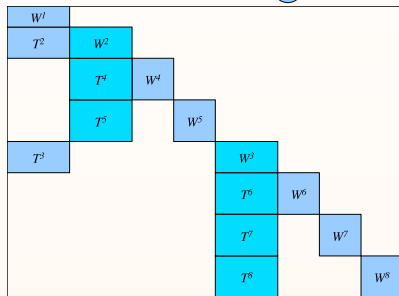 W¹
T² W²
T⁴ W⁴
T⁵ W⁵
T³ W³
T⁶ W⁶
T⁷ W⁷
T⁸ W⁸